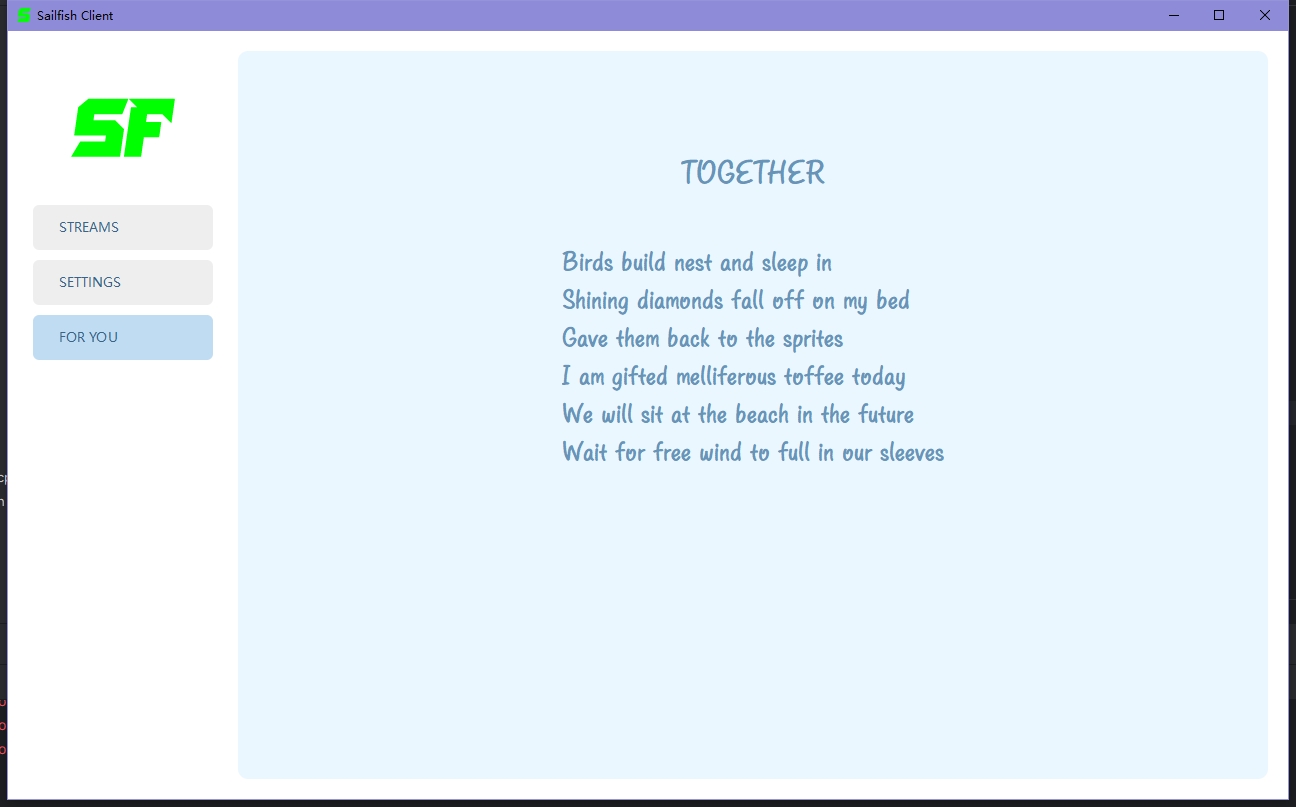 Sailfish Client
SF
STREAMS
SETTINGS
FOR YOU
TOGETHER
Birds build nest and sleep in
Shining diamonds fall off on my bed
Gave them back to the sprites
I am gifted melliferous toffee today
We will sit at the beach in the future
Wait for free wind to full in our sleeves